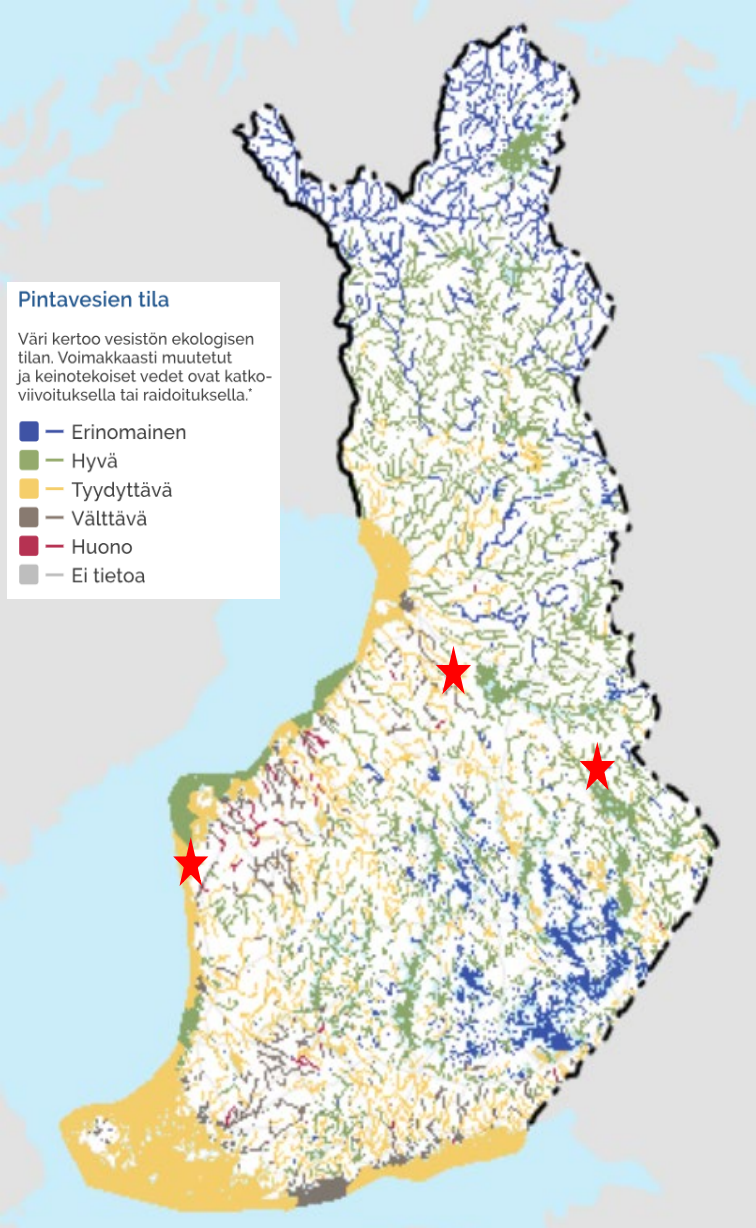 Pintavesien tila
Väri kertoo vesistön ekologisen
tilan. Voimakkaasti muutetut
ja keinotekoiset vedet ovat katko-
viivoituksella tai raidoituksella.*
Erinomainen
Hyvä
Tyydyttävä
Välttävä
Huono
Ei tietoa